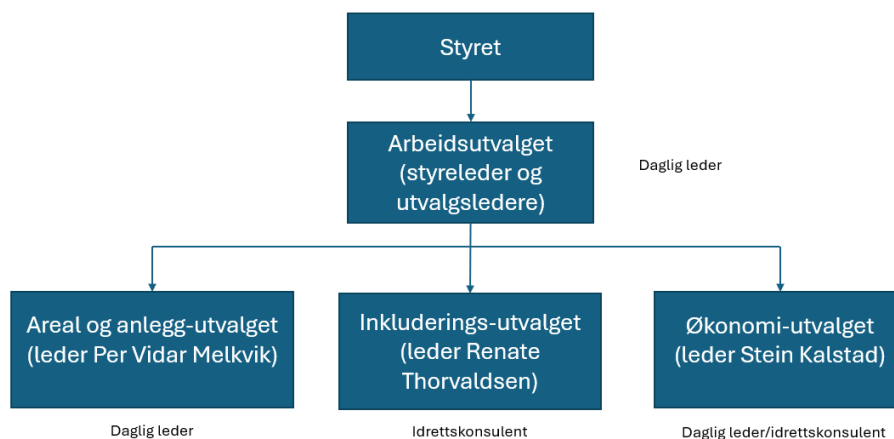 Styret
Arbeidsutvalget
(styreleder og
utvalgsledere)
Daglig leder
Areal og anlegg-utvalget
(leder Per Vidar Melkvik)
Inkluderings-utvalget
(leder Renate
Thorvaldsen)
Økonomi-utvalget
(leder Stein Kalstad)
Daglig leder
Idrettskonsulent
Daglig leder/idrettskonsulent